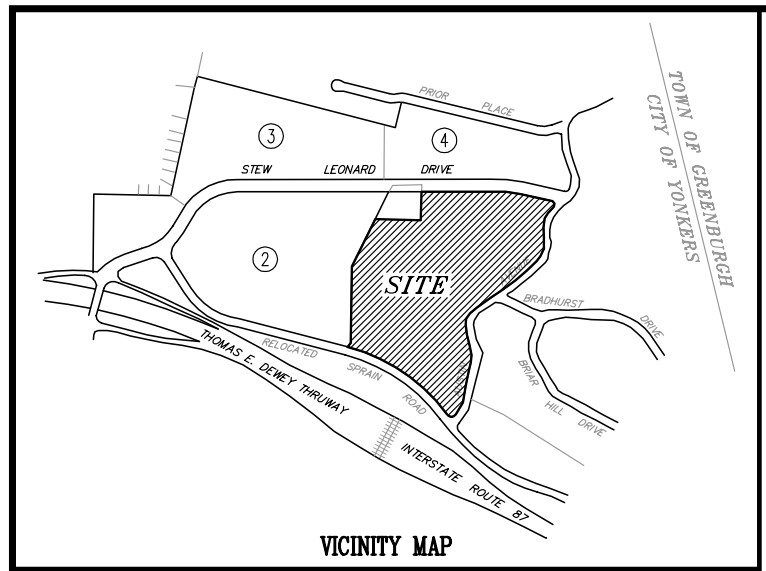 PRIOR PLACE
TOWN OF GREENBURGH
CITY OF YONKERS
3
4
STEW LEONARD DRIVE
2
SITE
AVENUE
BRADHURST DRIVE
THOMAS E. DEWEY THRUWAY
RELOCATED SPRAIN ROAD
BRIAR HILL DRIVE
INTERSTATE ROUTE 87
VICINITY MAP